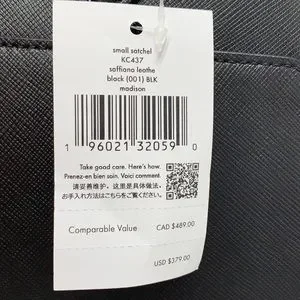 small satchel
KC437
saffiano leathe
black (001) BLK
madison
1 96021 32059 0
Take good care. Here's how.
Prenez-en bien soin. Voici comment.
请妥善维护。这里是具体做法。
お手入れ方法はこちらをご覧ください。
Comparable Value CAD $489.00
USD $379.00